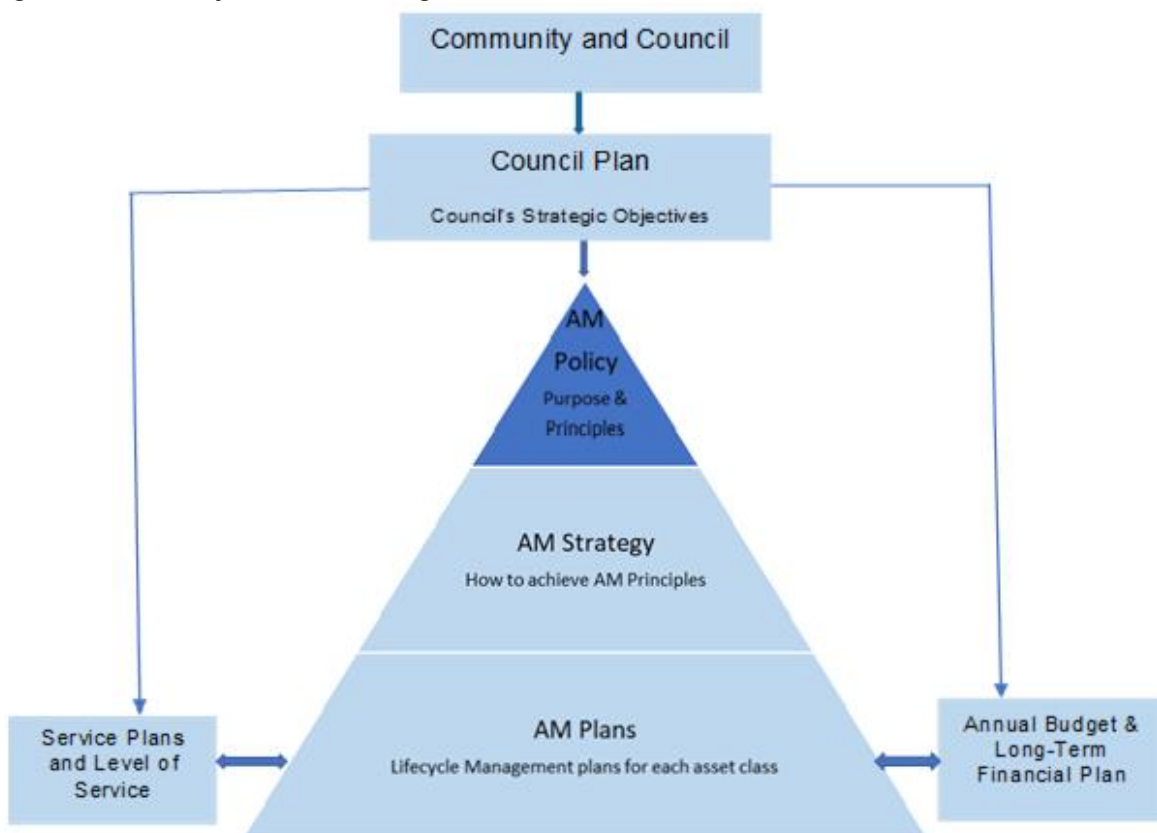 Community and Council
Council Plan
Council's Strategic Objectives
AM
Policy
Purpose &
Principles
AM Strategy
How to achieve AM Principles
AM Plans
Lifecycle Management plans for each asset class
Service Plans
and Level of
Service
Annual Budget &
Long-Term
Financial Plan